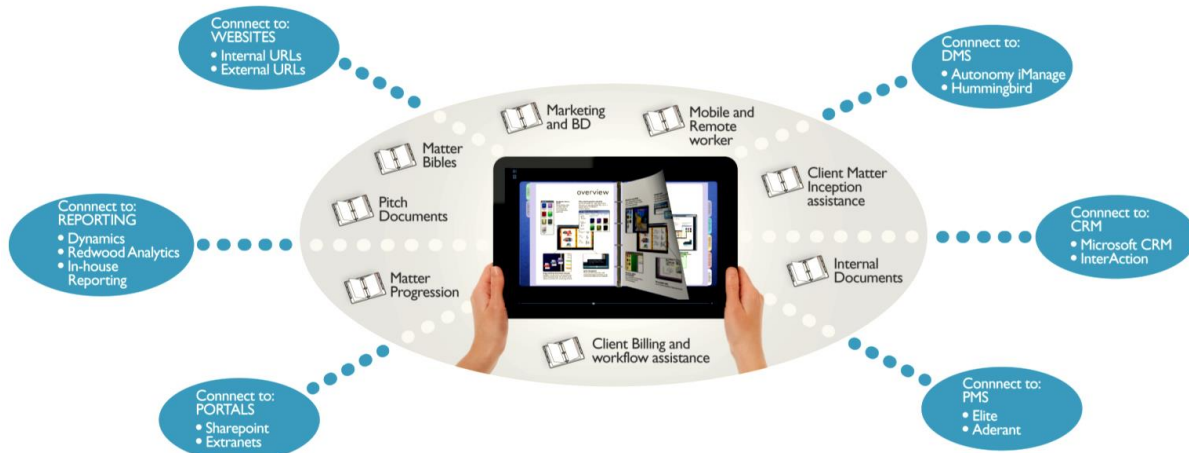 Connnect to:
WEBSITES
• Internal URLs
• External URLs
Connnect to:
DMS
• Autonomy iManage
• Hummingbird
Marketing
and BD
Mobile and
Remote
worker
Matter
Bibles
Client Matter
Inception
assistance
Pitch
Documents
overview
Connnect to:
REPORTING
• Dynamics
• Redwood Analytics
• In-house
Reporting
Connnect to:
CRM
• Microsoft CRM
• InterAction
Matter
Progression
Internal
Documents
Client Billing and
workflow assistance
Connnect to:
PORTALS
• Sharepoint
• Extranets
Connnect to:
PMS
• Elite
• Aderant